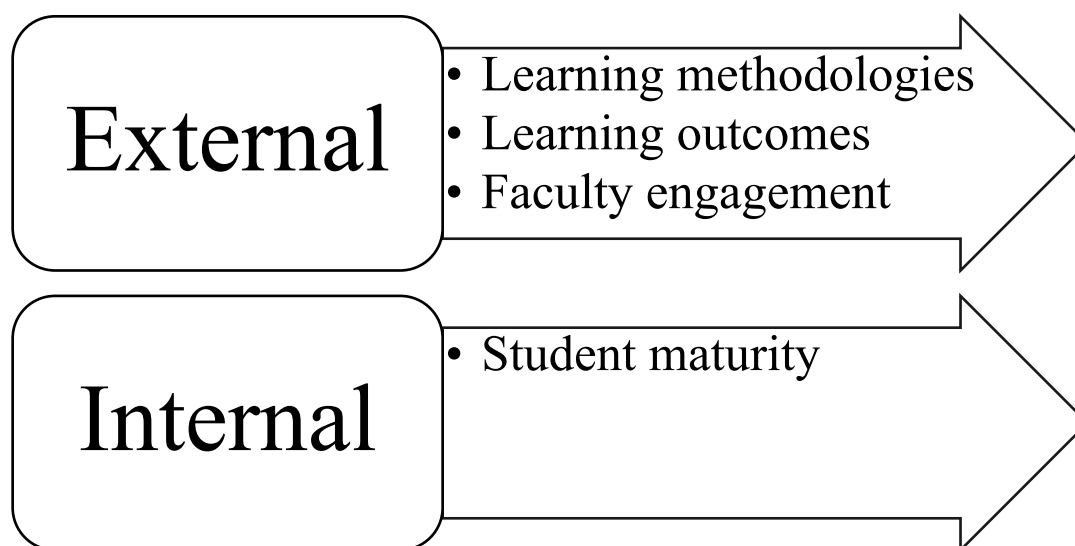 External
• Learning methodologies
• Learning outcomes
• Faculty engagement
Internal
• Student maturity